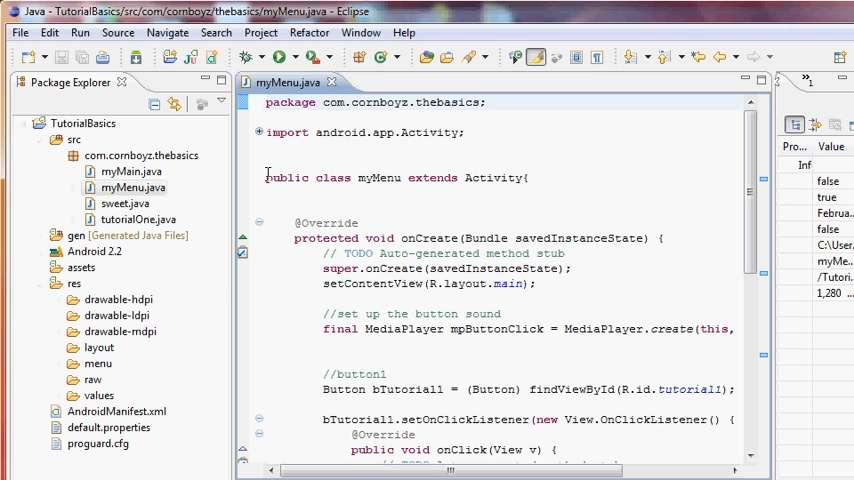 Java - TutorialBasics/src/com/cornboyz/thebasics/myMenu.java - Eclipse
File Edit Run Source Navigate Search Project Refactor Window Help
Package Explorer
myMenu.java
1
TutorialBasics
src
com.cornboyz.thebasics
myMain.java
myMenu.java
sweet.java
tutorialOne.java
gen [Generated Java Files]
Android 2.2
assets
res
drawable-hdpi
drawable-ldpi
drawable-mdpi
layout
menu
raw
values
AndroidManifest.xml
default.properties
proguard.cfg
package com.cornboyz.thebasics;
import android.app.Activity;
public class myMenu extends Activity{
@Override
protected void onCreate(Bundle savedInstanceState) {
// TODO Auto-generated method stub
super.onCreate(savedInstanceState);
setContentView(R.layout.main);
//set up the button sound
final MediaPlayer mpButtonClick = MediaPlayer.create(this,
//button1
Button bTutorial1 = (Button) findViewById(R.id.tutorial1);
bTutorial1.setOnClickListener(new View.OnClickListener() {
@Override
public void onClick(View v) {
Pro... Value
Inf
false
true
Februa...
false
C:\User...
myMe...
/Tutori...
1,280